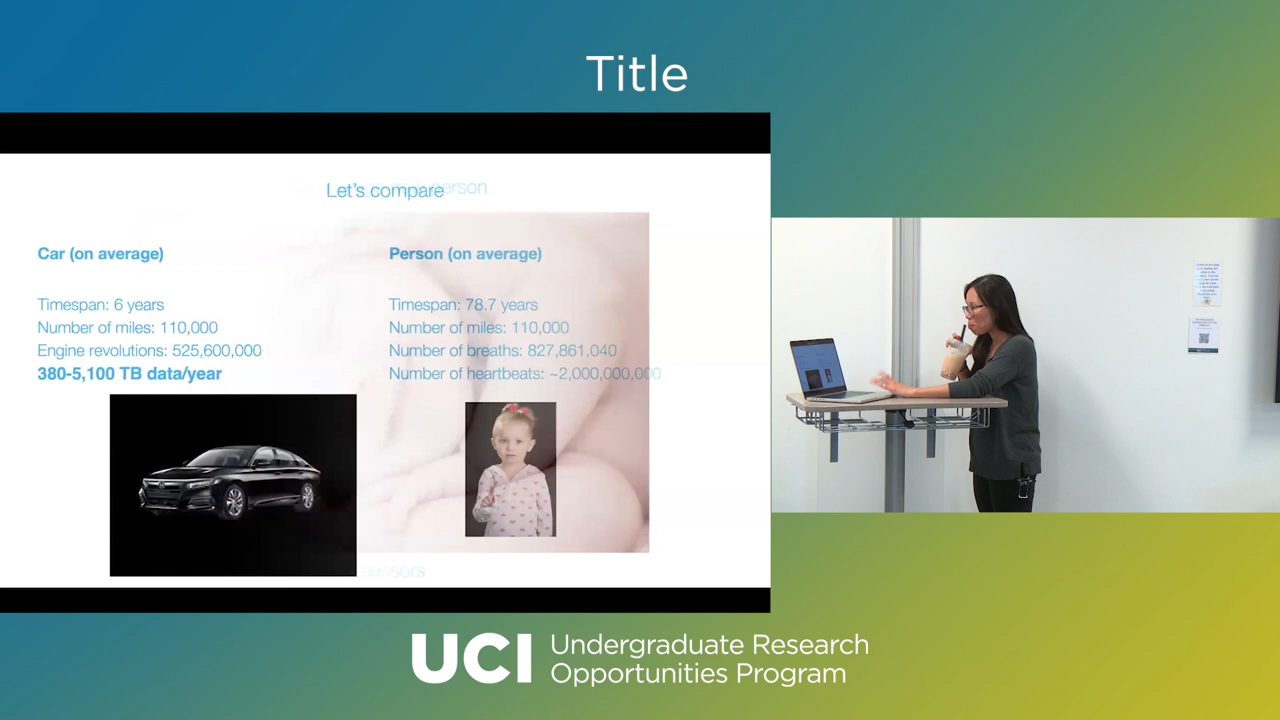 Title
Let's compare
person
Car (on average)
Timespan: 6 years
Number of miles: 110,000
Engine revolutions: 525,600,000
380-5,100 TB data/year
Person (on average)
Timespan: 78.7 years
Number of miles: 110,000
Number of breaths: 827,861,040
Number of heartbeats: ~2,000,000,000
UCI
Undergraduate Research
Opportunities Program